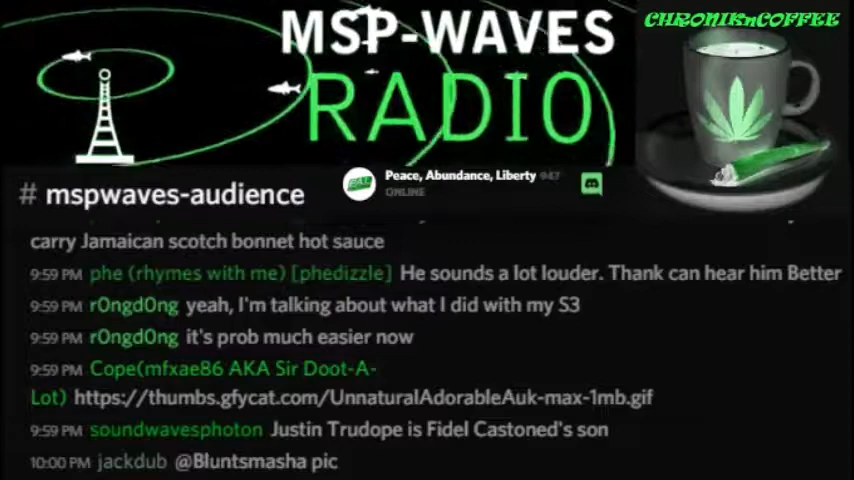 MSP-WAVES
RADIO
CHRONIKnCOFFEE
# mspwaves-audience
Peace, Abundance, Liberty 947
ONLINE
carry Jamaican scotch bonnet hot sauce
9:59 PM phe (rhymes with me) [phedizzle] He sounds a lot louder. Thank can hear him Better
9:59 PM r0ngd0ng yeah, I'm talking about what I did with my S3
9:59 PM r0ngd0ng it's prob much easier now
9:59 PM Cope(mfxae86 AKA Sir Doot-A-
Lot) https://thumbs.gfycat.com/UnnaturalAdorableAuk-max-1mb.gif
9:59 PM soundwavesphoton Justin Trudope is Fidel Castoned's son
10:00 PM jackdub @Bluntsmasha pic